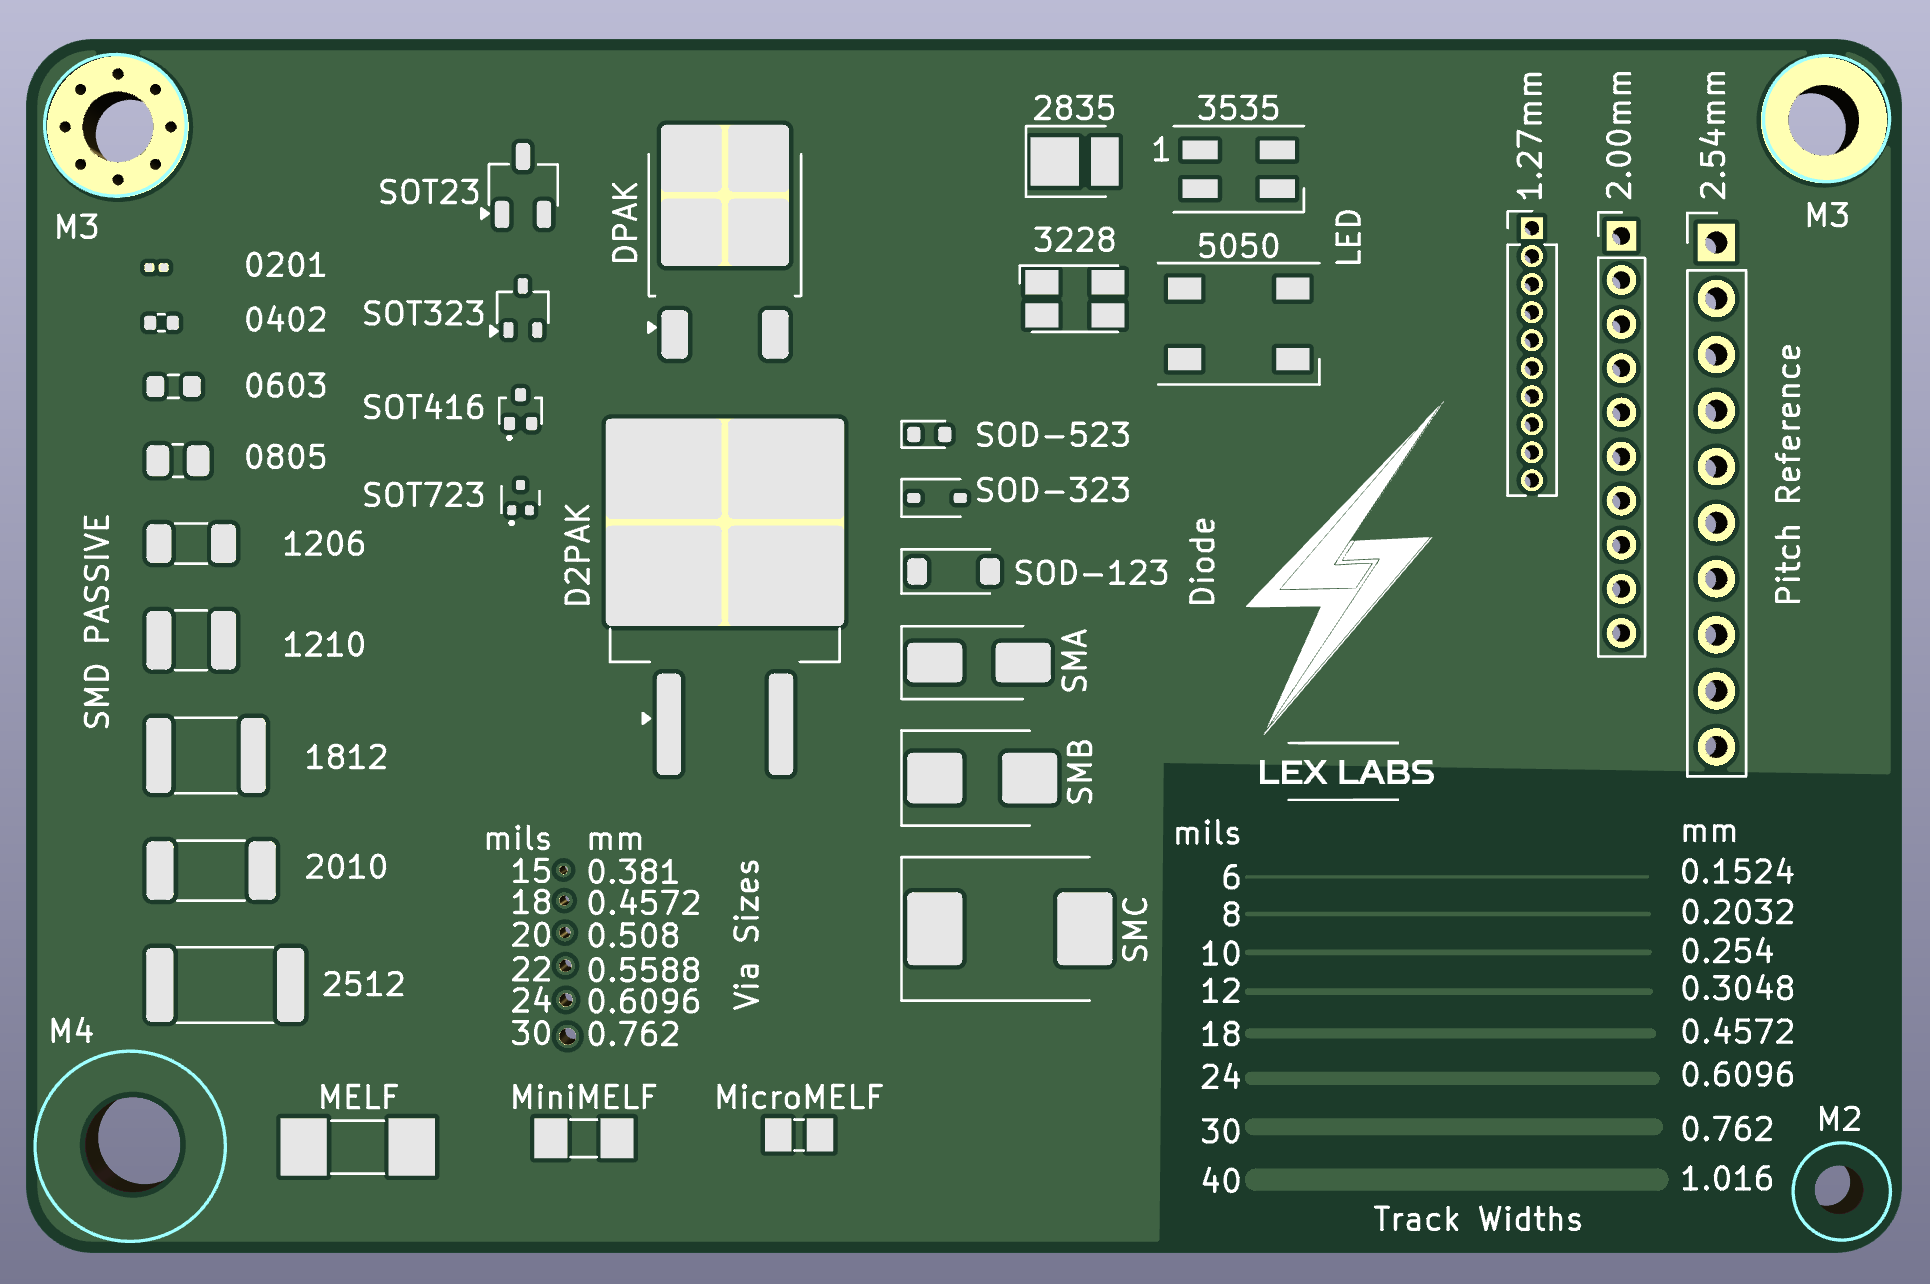 M3
0201
0402
0603
0805
1206
1210
1812
2010
2512
SMD PASSIVE
M4
SOT23
SOT323
SOT416
SOT723
DPAK
D2PAK
mils mm
15 0.381
18 0.4572
20 0.508
22 0.5588
24 0.6096
30 0.762
Via Sizes
MELF
MiniMELF
MicroMELF
2835
3535
1
3228
5050
LED
SOD-523
SOD-323
SOD-123
SMA
SMB
SMC
Diode
1.27mm
2.00mm
2.54mm
M3
Pitch Reference
LEX LABS
mils mm
6 0.1524
8 0.2032
10 0.254
12 0.3048
18 0.4572
24 0.6096
30 0.762
40 1.016
Track Widths
M2